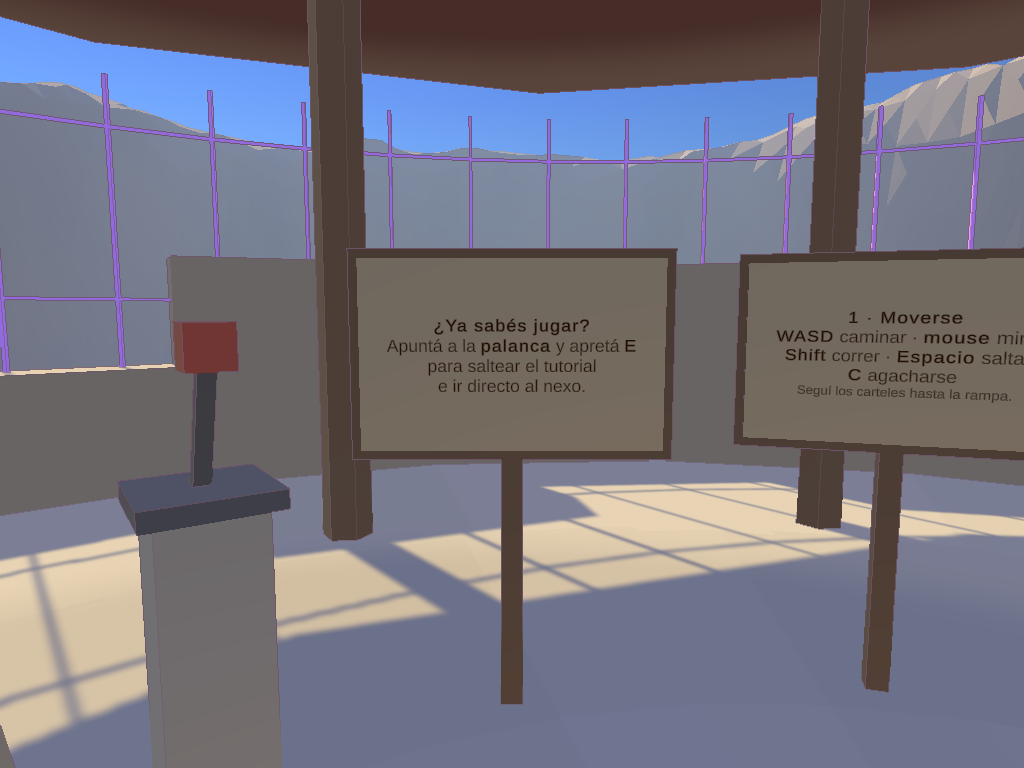 ¿Ya sabés jugar?
Apuntá a la palanca y apretá E
para saltear el tutorial
e ir directo al nexo.
1 · Moverse
WASD caminar · mouse
Shift correr · Espacio
C agacharse
Seguí los carteles hasta la rampa.